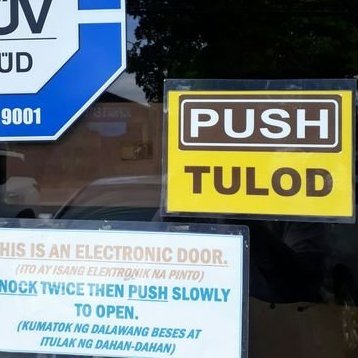 ÜV
ÜD
9001
PUSH
TULOD
HIS IS AN ELECTRONIC DOOR.
(ITO AY ISANG ELEKTRONIK NA PINTO)
NOCK TWICE THEN PUSH SLOWLY
TO OPEN.
(KUMATOK NG DALAWANG BESES AT
ITULAK NG DAHAN-DAHAN)